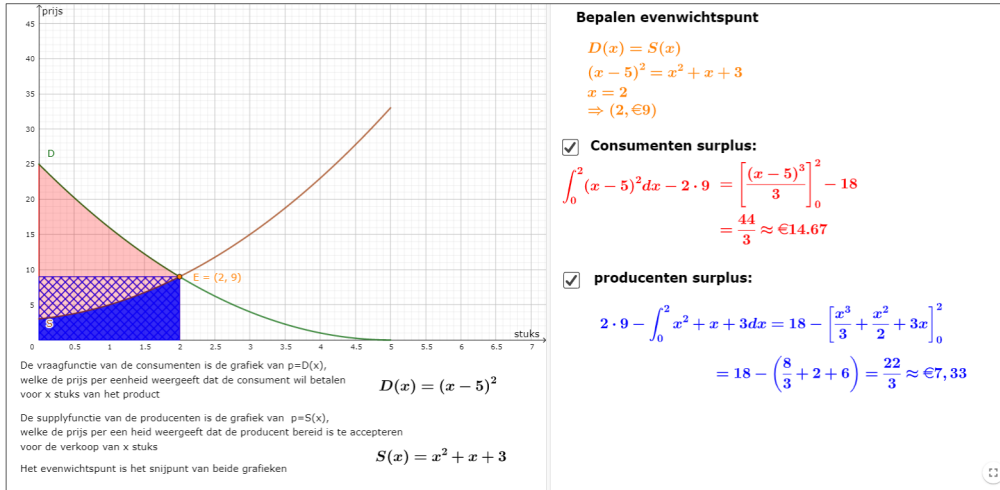 prijs
45
40
35
30
25
20
15
10
5
D
E = (2, 9)
S
stuks
0 0.5 1 1.5 2 2.5 3 3.5 4 4.5 5 5.5 6 6.5 7
De vraagfunctie van de consumenten is de grafiek van p=D(x),
welke de prijs per eenheid weergeeft dat de consument wil betalen
voor x stuks van het product
D(x) = (x − 5)²
De supplyfunctie van de producenten is de grafiek van p=S(x),
welke de prijs per een heid weergeeft dat de producent bereid is te accepteren
voor de verkoop van x stuks
S(x) = x² + x + 3
Het evenwichtspunt is het snijpunt van beide grafieken
Bepalen evenwichtspunt
D(x) = S(x)
(x − 5)² = x² + x + 3
x = 2
⇒ (2, €9)
Consumenten surplus:
∫₀² (x − 5)² dx − 2 · 9 = [(x − 5)³/3]₀² − 18
= 44/3 ≈ €14.67
producenten surplus:
2 · 9 − ∫₀² x² + x + 3dx = 18 − [x³/3 + x²/2 + 3x]₀²
= 18 − (8/3 + 2 + 6) = 22/3 ≈ €7,33